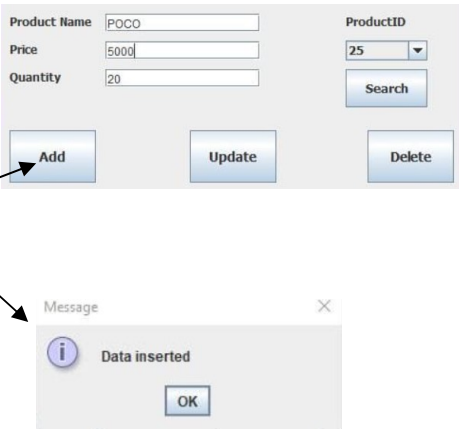 Product Name POCO ProductID
Price 5000 25
Quantity 20 Search
Add Update Delete
Message
i Data inserted
OK